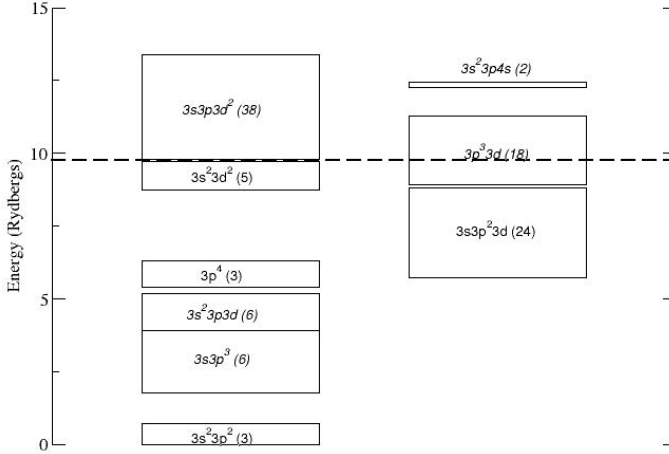 15
3s²3p4s (2)
3s3p3d² (38)
10
3p³3d (18)
3s²3d² (5)
Energy (Rydbergs)
3s3p²3d (24)
3p⁴ (3)
5
3s²3p3d (6)
3s3p³ (6)
3s²3p² (3)
0